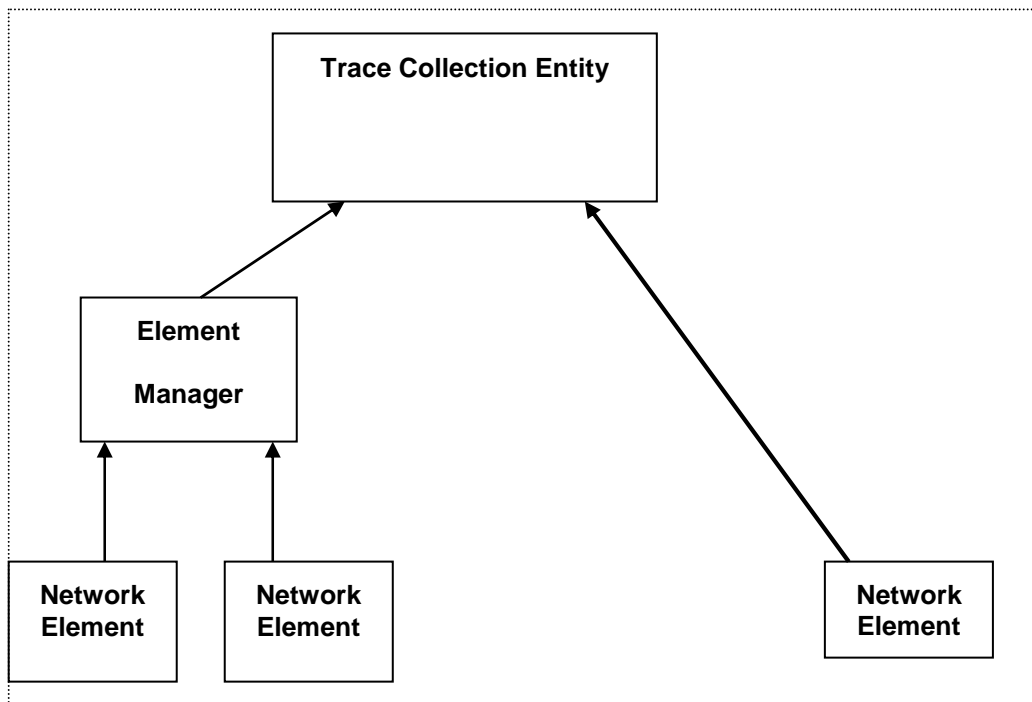 Trace Collection Entity
Element
Manager
Network
Element
Network
Element
Network
Element